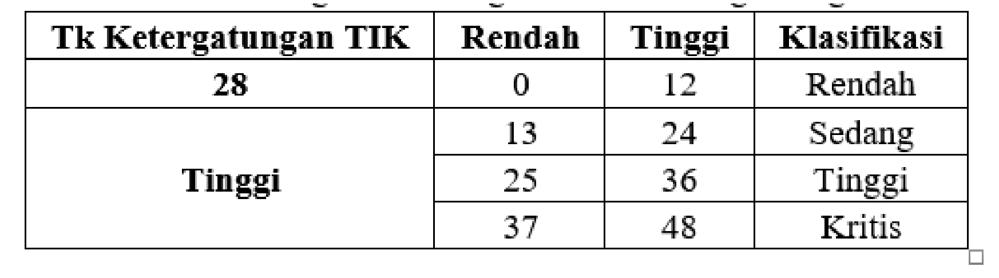 Tk Ketergatungan TIK Rendah Tinggi Klasifikasi
28 0 12 Rendah
13 24 Sedang
Tinggi 25 36 Tinggi
37 48 Kritis